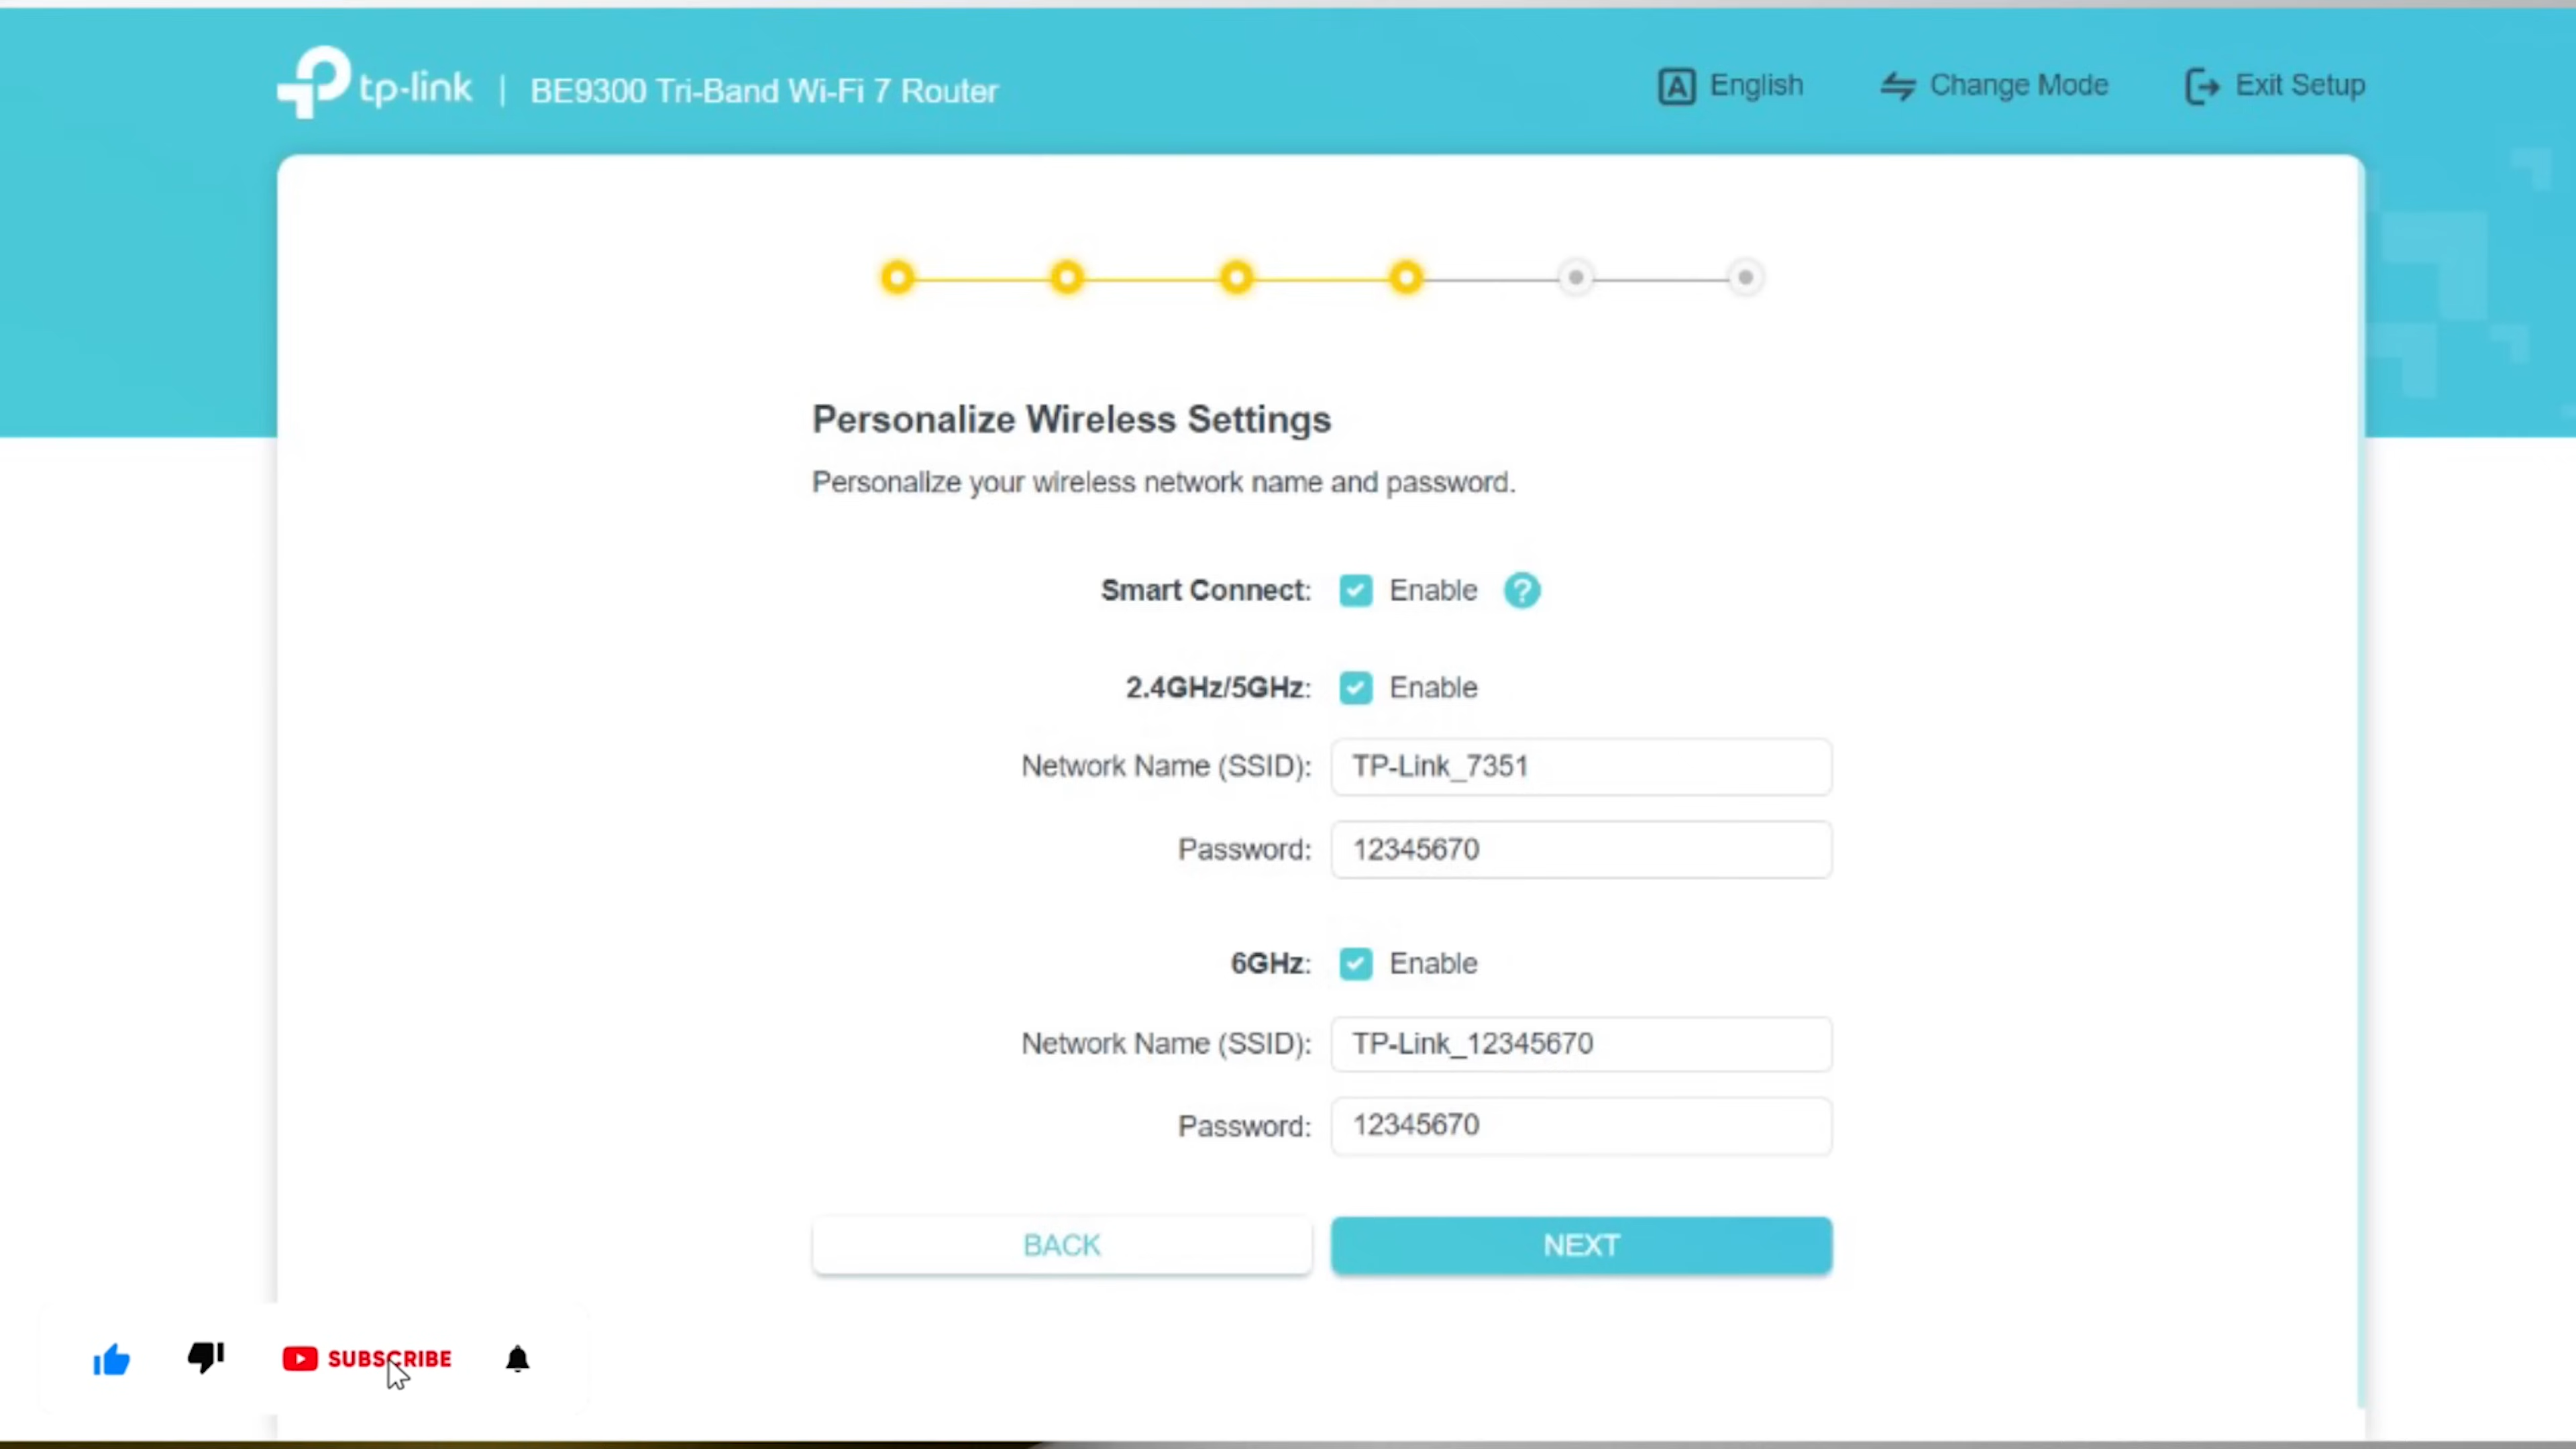 tp-link | BE9300 Tri-Band Wi-Fi 7 Router
English
Change Mode
Exit Setup
Personalize Wireless Settings
Personalize your wireless network name and password.
Smart Connect: Enable ?
2.4GHz/5GHz: Enable
Network Name (SSID): TP-Link_7351
Password: 12345670
6GHz: Enable
Network Name (SSID): TP-Link_12345670
Password: 12345670
BACK
NEXT
SUBSCRIBE